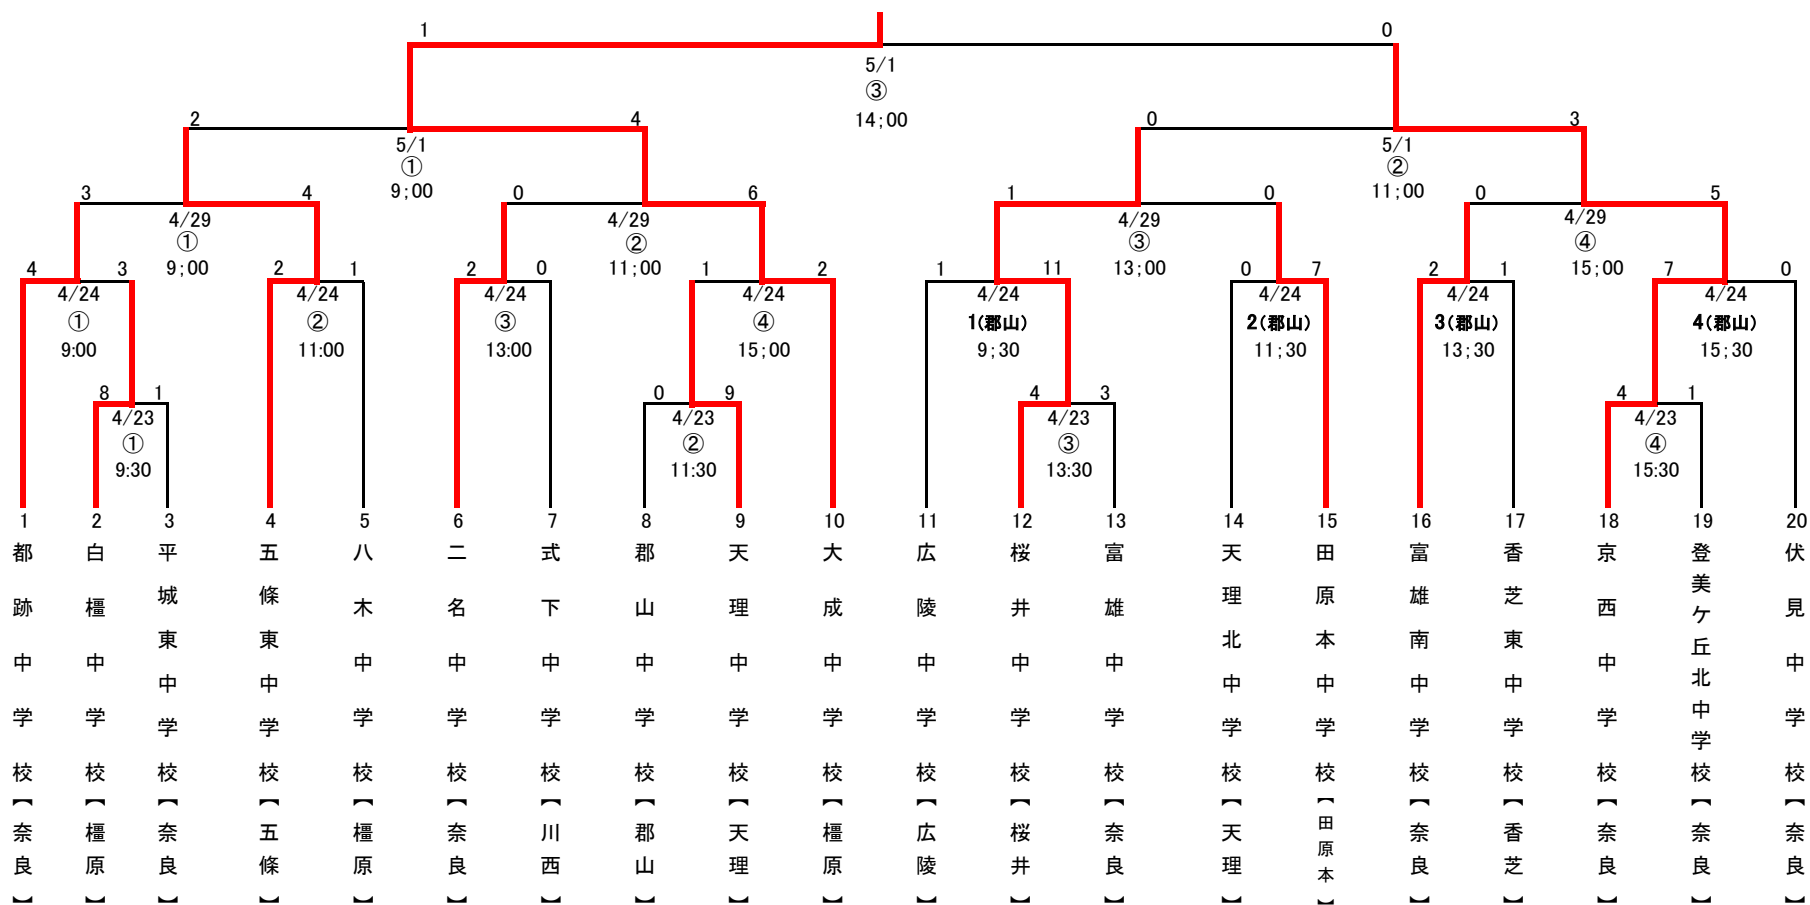 1 0
5/1
③
14;00
2 4 0 3
5/1 5/1
① ②
9;00 11;00
3 4 0 6 1 0 0 5
4/29 4/29 4/29 4/29
① ② ③ ④
9;00 11;00 13;00 15;00
4 3 2 1 2 0 1 2 1 11 0 7 2 1 7 0
4/24 4/24 4/24 4/24 4/24 4/24 4/24 4/24
① ② ③ ④ 1(郡山) 2(郡山) 3(郡山) 4(郡山)
9:00 11:00 13:00 15;00 9;30 11;30 13;30 15;30
8 1 0 9 4 3 4 1
4/23 4/23 4/23 4/23
① ② ③ ④
9:30 11:30 13:30 15:30
1 2 3 4 5 6 7 8 9 10 11 12 13 14 15 16 17 18 19 20
都跡中学校【奈良】
白橿中学校【橿原】
平城東中学校【奈良】
五條東中学校【五條】
八木中学校【橿原】
二名中学校【奈良】
式下中学校【川西】
郡山中学校【郡山】
天理中学校【天理】
大成中学校【橿原】
広陵中学校【広陵】
桜井中学校【桜井】
富雄中学校【奈良】
天理北中学校【天理】
田原本中学校【田原本】
富雄南中学校【奈良】
香芝東中学校【香芝】
京西中学校【奈良】
登美ケ丘北中学校【奈良】
伏見中学校【奈良】